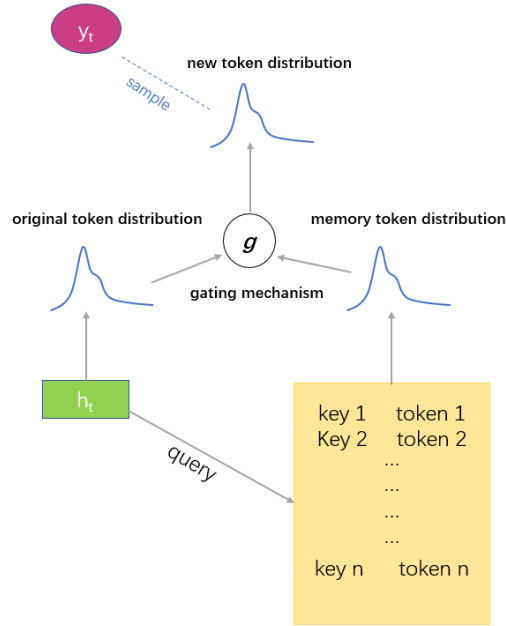 yt
sample
new token distribution
original token distribution
memory token distribution
g
gating mechanism
ht
query
key 1 token 1
Key 2 token 2
...
...
...
...
key n token n